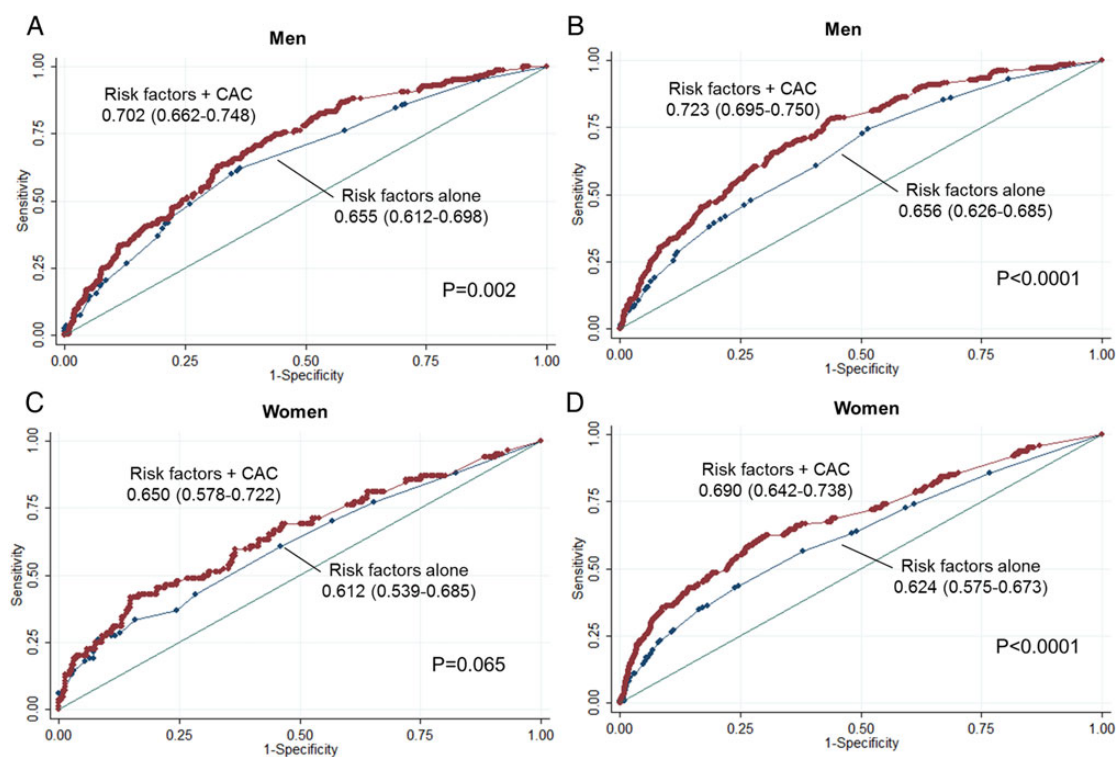 A
Men
Sensitivity
1.00
0.75
0.50
0.25
0.00
Risk factors + CAC
0.702 (0.662-0.748)
Risk factors alone
0.655 (0.612-0.698)
P=0.002
0.00 0.25 0.50 0.75 1.00
1-Specificity
B
Men
Sensitivity
1.00
0.75
0.50
0.25
0.00
Risk factors + CAC
0.723 (0.695-0.750)
Risk factors alone
0.656 (0.626-0.685)
P<0.0001
0.00 0.25 0.50 0.75 1.00
1-Specificity
C
Women
Sensitivity
1.00
0.75
0.50
0.25
0.00
Risk factors + CAC
0.650 (0.578-0.722)
Risk factors alone
0.612 (0.539-0.685)
P=0.065
0.00 0.25 0.50 0.75 1.00
1-Specificity
D
Women
Sensitivity
1.00
0.75
0.50
0.25
0.00
Risk factors + CAC
0.690 (0.642-0.738)
Risk factors alone
0.624 (0.575-0.673)
P<0.0001
0.00 0.25 0.50 0.75 1.00
1-Specificity